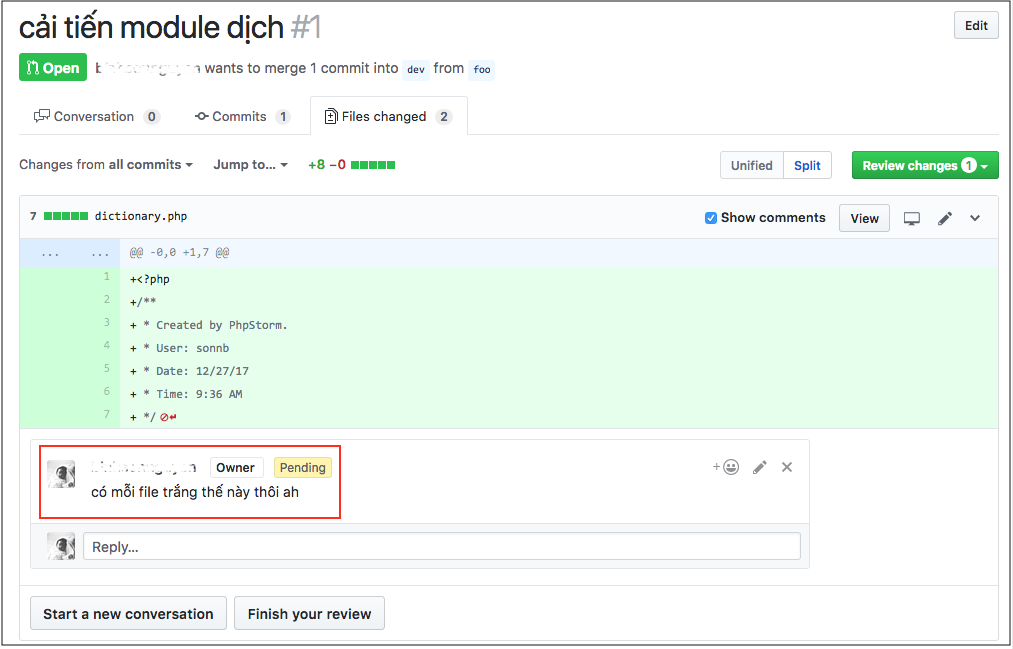 cải tiến module dịch #1
Edit
Open wants to merge 1 commit into dev from foo
Conversation 0 Commits 1 Files changed 2
Changes from all commits Jump to... +8 −0 Unified Split Review changes 1
7 dictionary.php Show comments View
... ... @@ -0,0 +1,7 @@
1 +<?php
2 +/**
3 + * Created by PhpStorm.
4 + * User: sonnb
5 + * Date: 12/27/17
6 + * Time: 9:36 AM
7 + */
Owner Pending
có mỗi file trắng thế này thôi ah
Reply...
Start a new conversation Finish your review